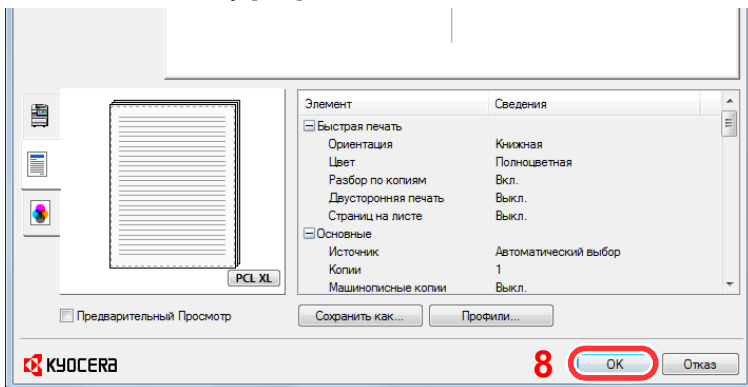 Элемент Сведения
Быстрая печать
Ориентация Книжная
Цвет Полноцветная
Разбор по копиям Вкл.
Двусторонняя печать Выкл.
Страниц на листе Выкл.
Основные
Источник Автоматический выбор
Копии 1
Машинописные копии Выкл.
PCL XL
Предварительный Просмотр
Сохранить как... Профили...
KYOCERA
8 OK Отказ